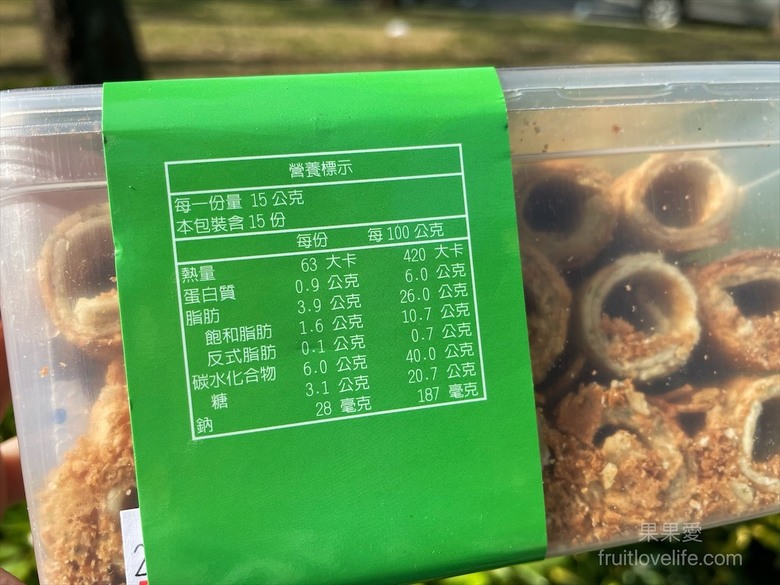 營養標示
每一份量 15 公克
本包裝含 15 份
每份 每 100 公克
熱量 63 大卡 420 大卡
蛋白質 0.9 公克 6.0 公克
脂肪 3.9 公克 26.0 公克
飽和脂肪 1.6 公克 10.7 公克
反式脂肪 0.1 公克 0.7 公克
碳水化合物 6.0 公克 40.0 公克
糖 3.1 公克 20.7 公克
鈉 28 毫克 187 毫克
2
果果愛
fruitlovelife.com